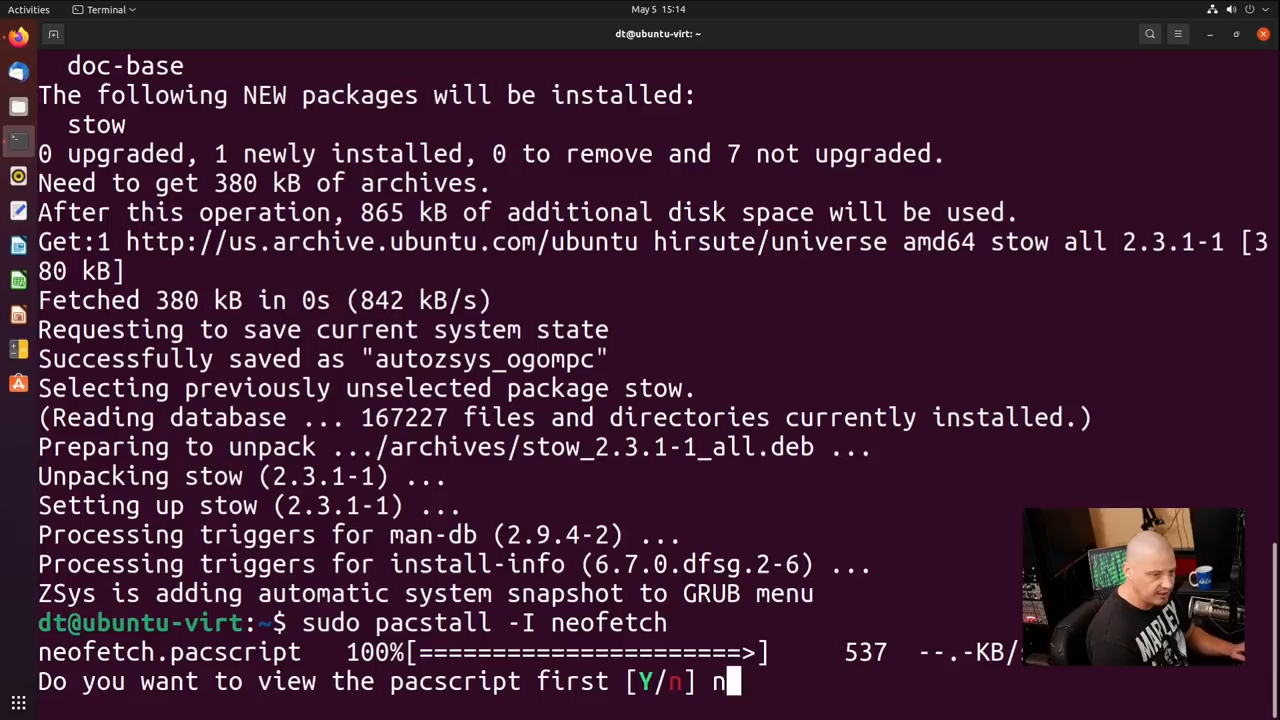 Activities
Terminal
May 5 15:14
dt@ubuntu-virt: ~
doc-base
The following NEW packages will be installed:
stow
0 upgraded, 1 newly installed, 0 to remove and 7 not upgraded.
Need to get 380 kB of archives.
After this operation, 865 kB of additional disk space will be used.
Get:1 http://us.archive.ubuntu.com/ubuntu hirsute/universe amd64 stow all 2.3.1-1 [3
80 kB]
Fetched 380 kB in 0s (842 kB/s)
Requesting to save current system state
Successfully saved as "autozsys_ogompc"
Selecting previously unselected package stow.
(Reading database ... 167227 files and directories currently installed.)
Preparing to unpack .../archives/stow_2.3.1-1_all.deb ...
Unpacking stow (2.3.1-1) ...
Setting up stow (2.3.1-1) ...
Processing triggers for man-db (2.9.4-2) ...
Processing triggers for install-info (6.7.0.dfsg.2-6) ...
ZSys is adding automatic system snapshot to GRUB menu
dt@ubuntu-virt:~$ sudo pacstall -I neofetch
neofetch.pacscript 100%[======================>] 537 --.-KB/
Do you want to view the pacscript first [Y/n] n
MARLEY